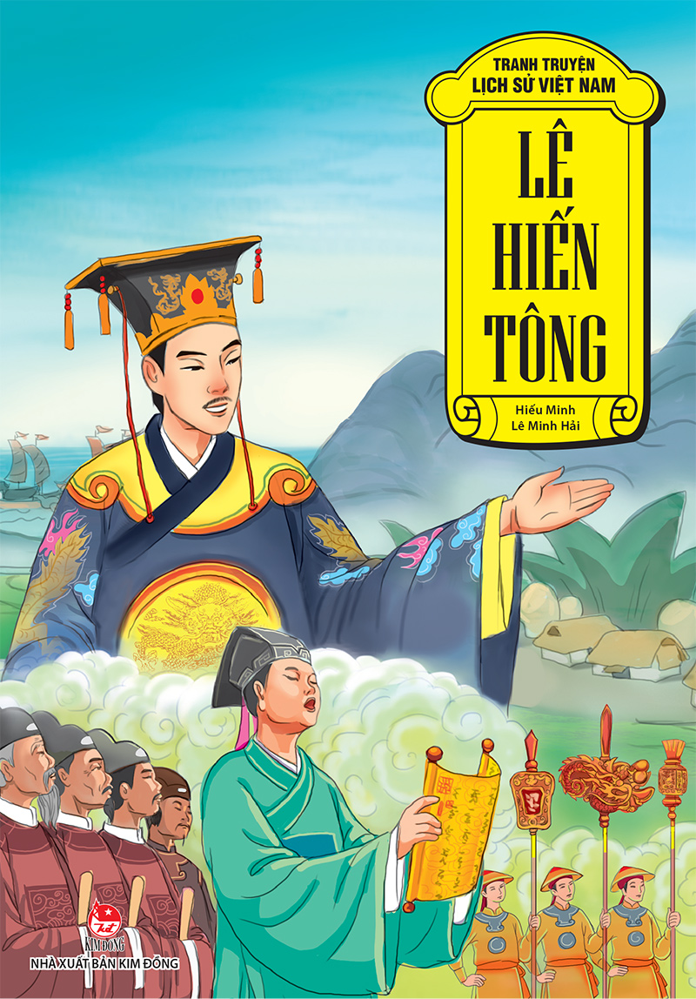 TRANH TRUYỆN
LỊCH SỬ VIỆT NAM
LÊ
HIẾN
TÔNG
Hiếu Minh
Lê Minh Hải
KIM ĐỒNG
NHÀ XUẤT BẢN KIM ĐỒNG